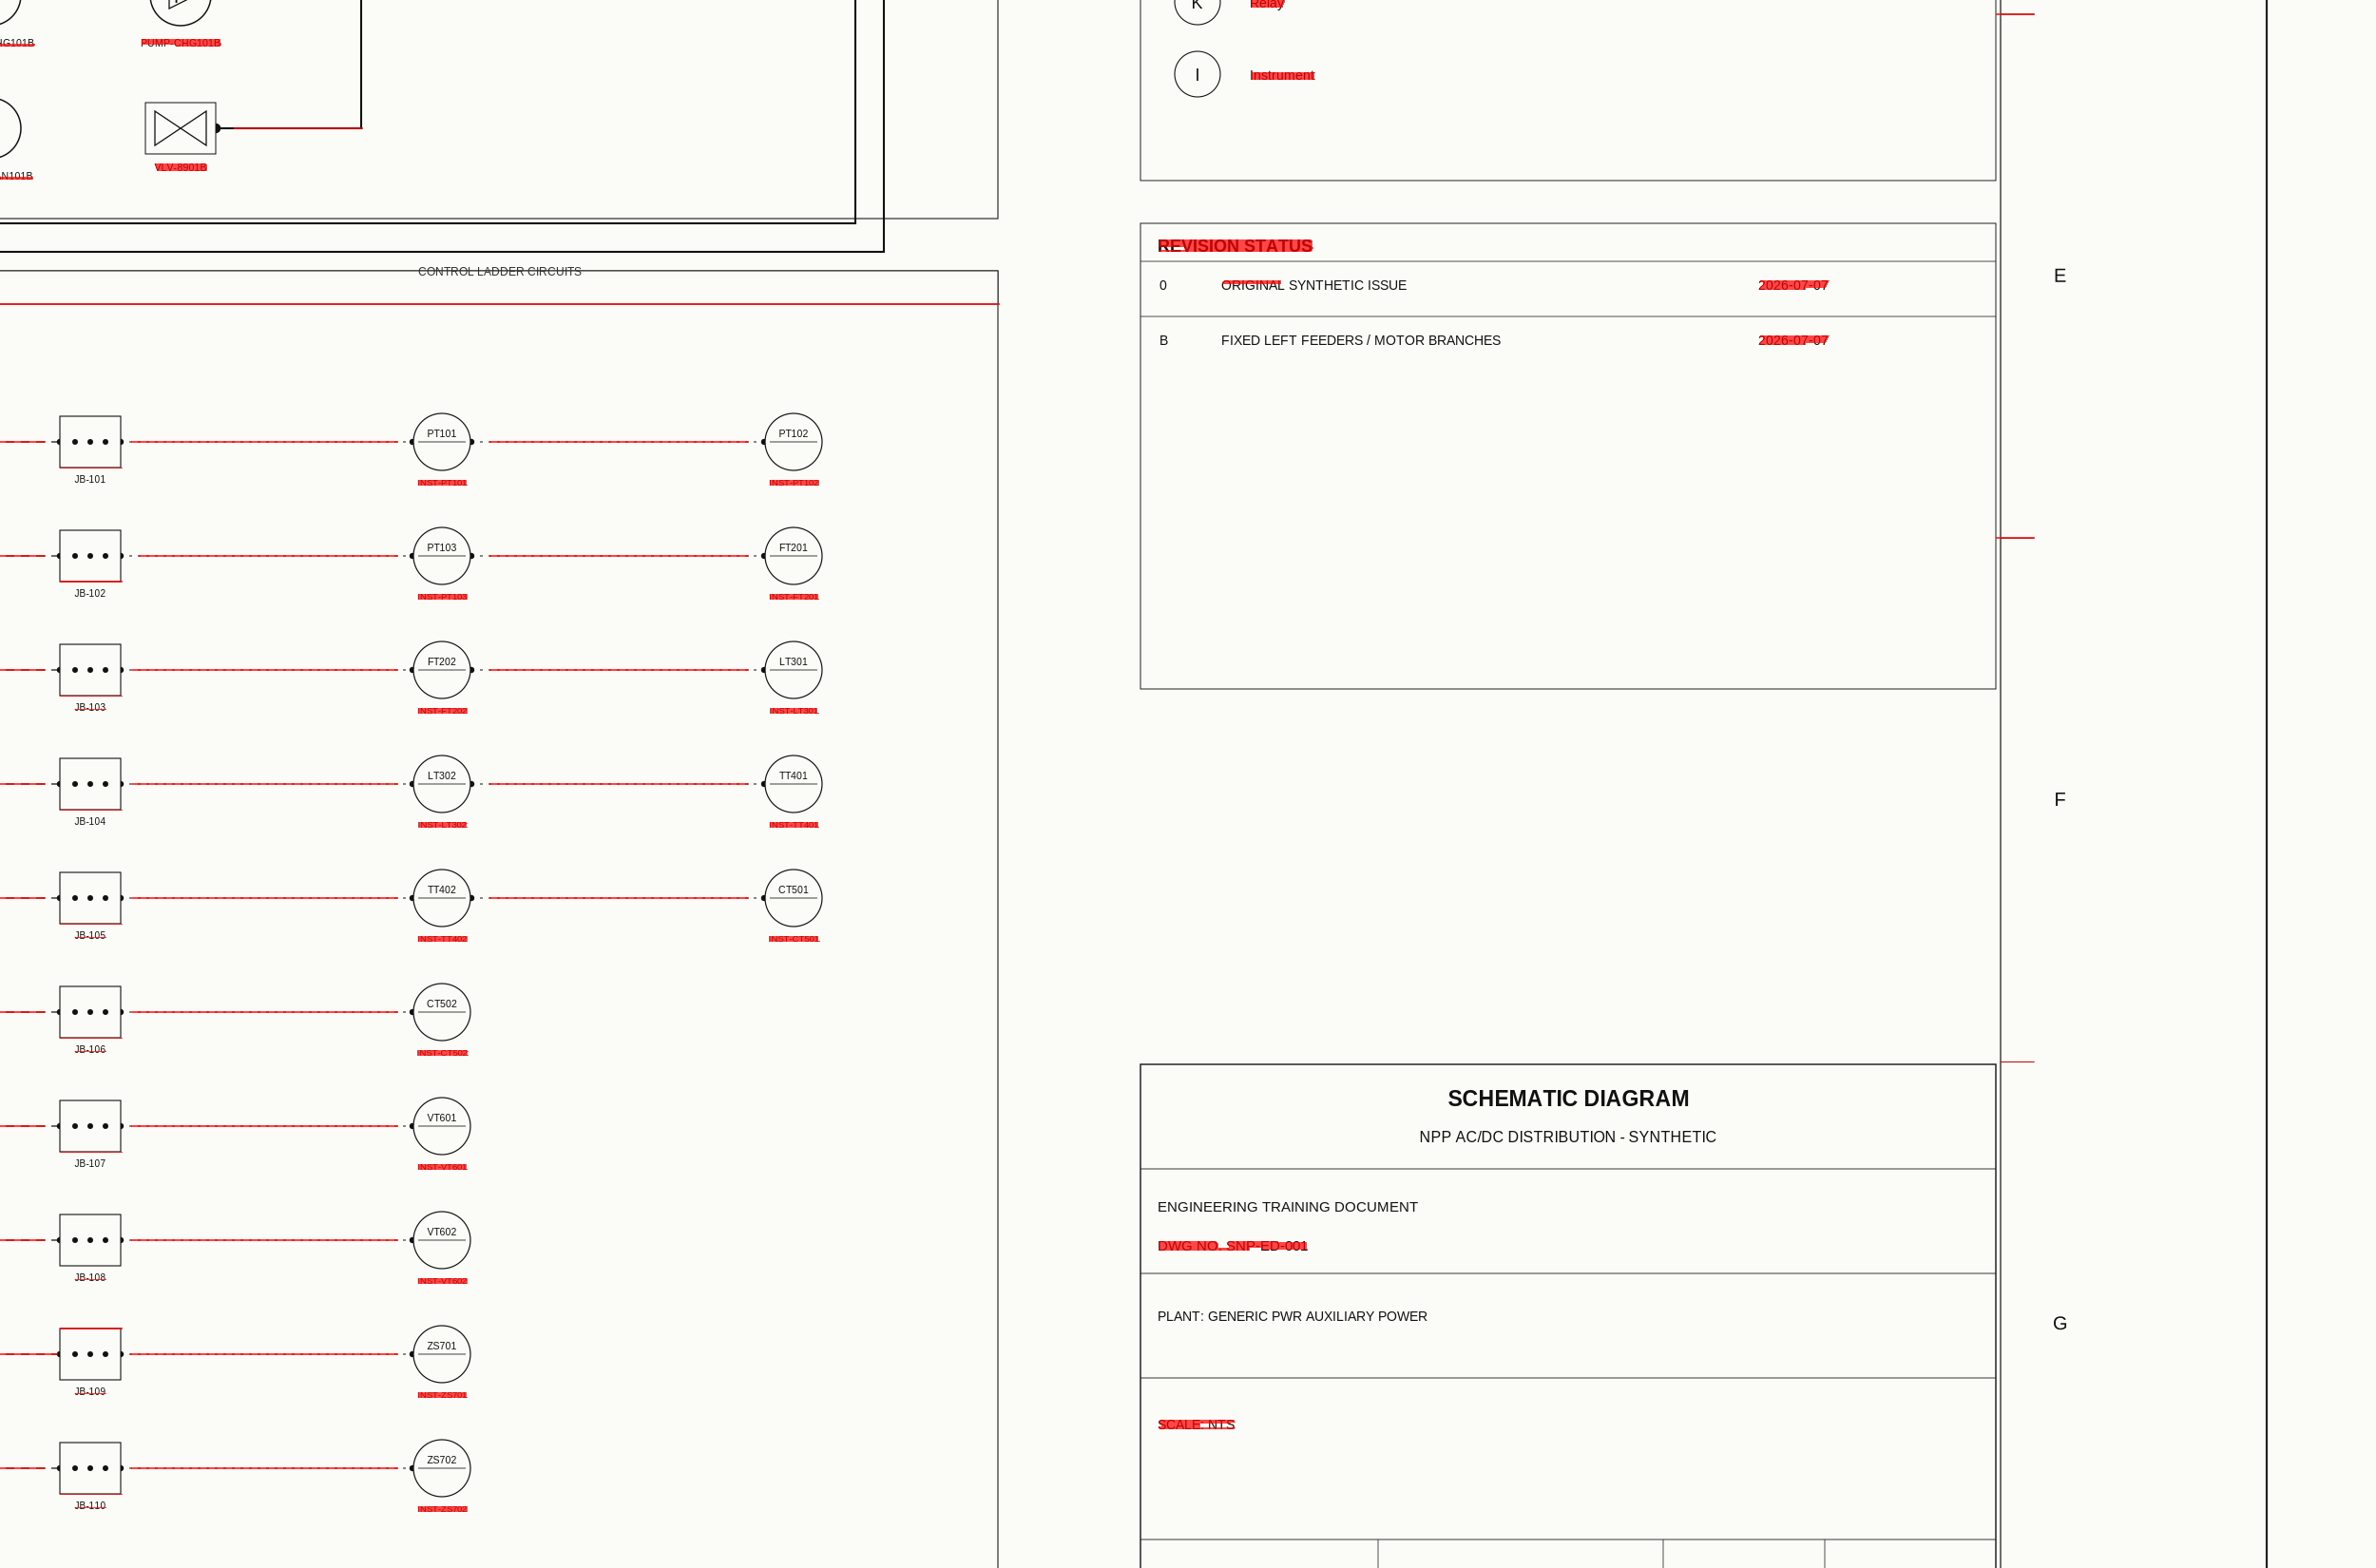 PUMP-CHG101B
VLV-8901B
K
Relay
I
Instrument
CONTROL LADDER CIRCUITS
JB-101
PT101
INST-PT101
PT102
INST-PT102
JB-102
PT103
INST-PT103
FT201
INST-FT201
JB-103
FT202
INST-FT202
LT301
INST-LT301
JB-104
LT302
INST-LT302
TT401
INST-TT401
JB-105
TT402
INST-TT402
CT501
INST-CT501
JB-106
CT502
INST-CT502
JB-107
VT601
INST-VT601
JB-108
VT602
INST-VT602
JB-109
ZS701
INST-ZS701
JB-110
ZS702
INST-ZS702
REVISION STATUS
0 ORIGINAL SYNTHETIC ISSUE 2026-07-07
B FIXED LEFT FEEDERS / MOTOR BRANCHES 2026-07-07
SCHEMATIC DIAGRAM
NPP AC/DC DISTRIBUTION - SYNTHETIC
ENGINEERING TRAINING DOCUMENT
DWG NO. SNP-ED-001
PLANT: GENERIC PWR AUXILIARY POWER
SCALE: NTS
E
F
G